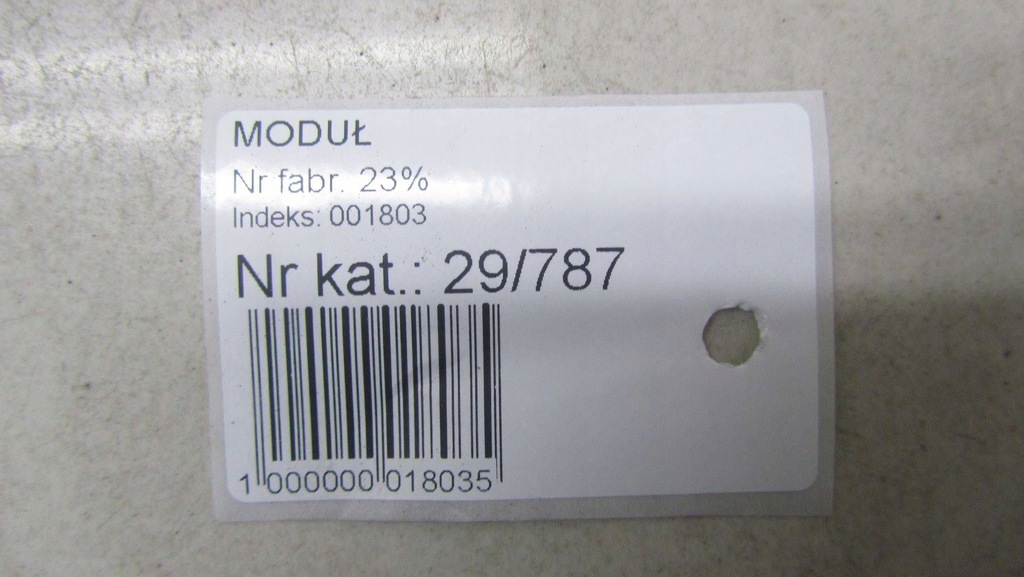 MODUŁ
Nr fabr. 23%
Indeks: 001803
Nr kat.: 29/787
1 000000 018035